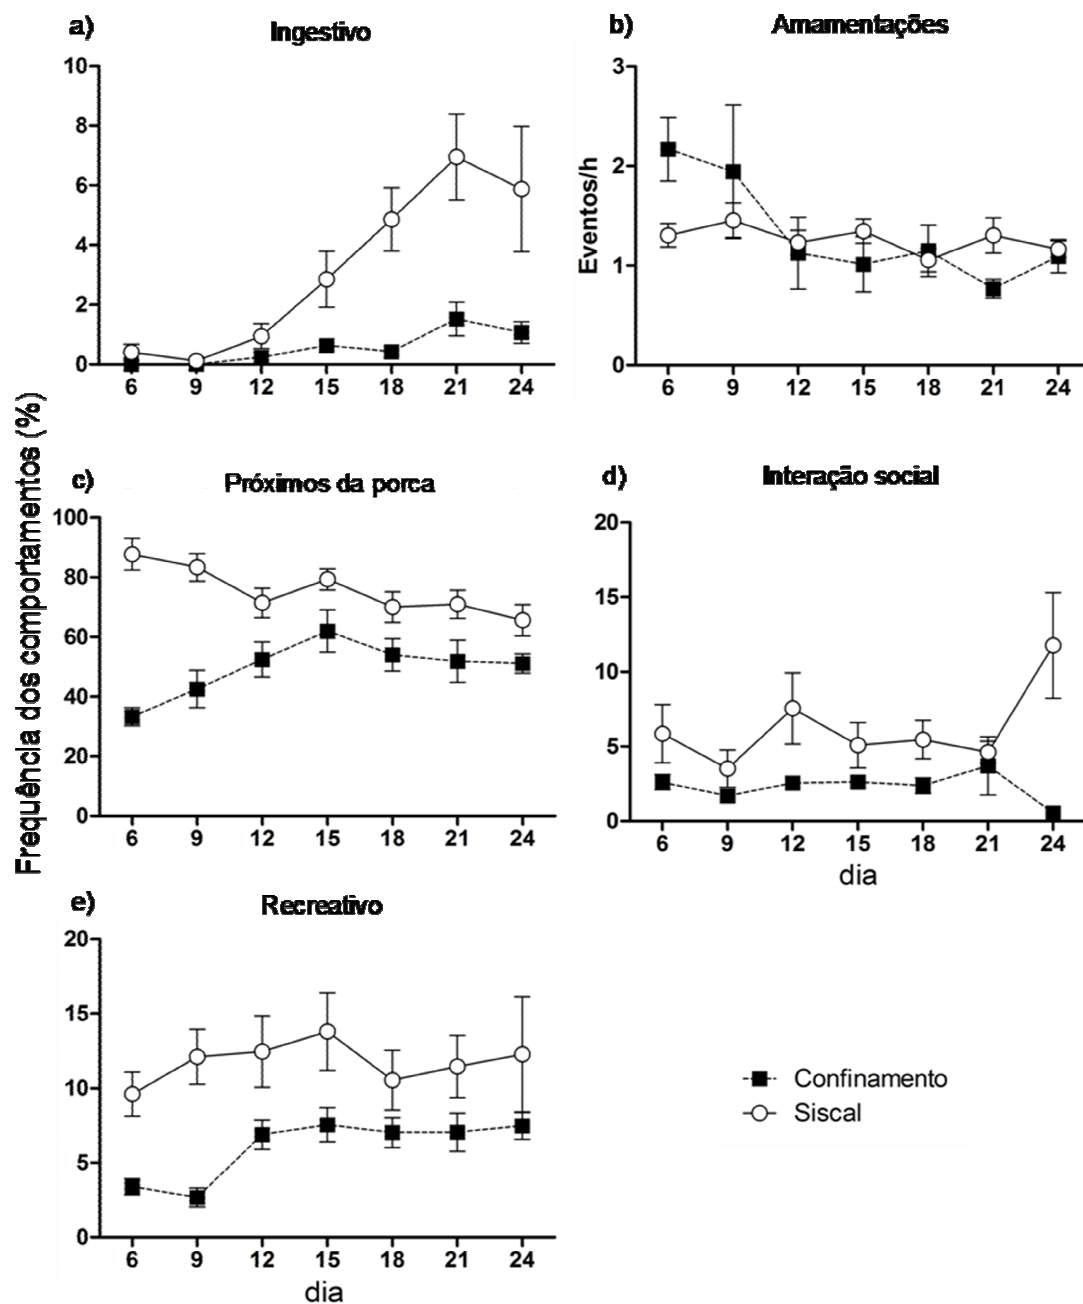 a)
Ingestivo
10
8
6
4
2
0
6 9 12 15 18 21 24
b)
Amamentações
Eventos/h
3
2
1
0
6 9 12 15 18 21 24
Frequência dos comportamentos (%)
c)
Próximos da porca
100
80
60
40
20
0
6 9 12 15 18 21 24
d)
Interação social
20
15
10
5
0
6 9 12 15 18 21 24
dia
e)
Recreativo
20
15
10
5
0
6 9 12 15 18 21 24
dia
Confinamento
Siscal